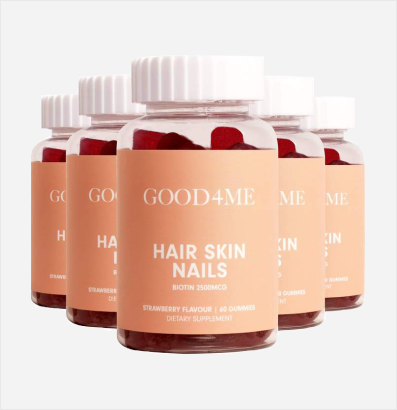 GOOD4ME
HAIR SKIN
NAILS
BIOTIN 2500MCG
STRAWBERRY FLAVOUR | 60 GUMMIES
DIETARY SUPPLEMENT